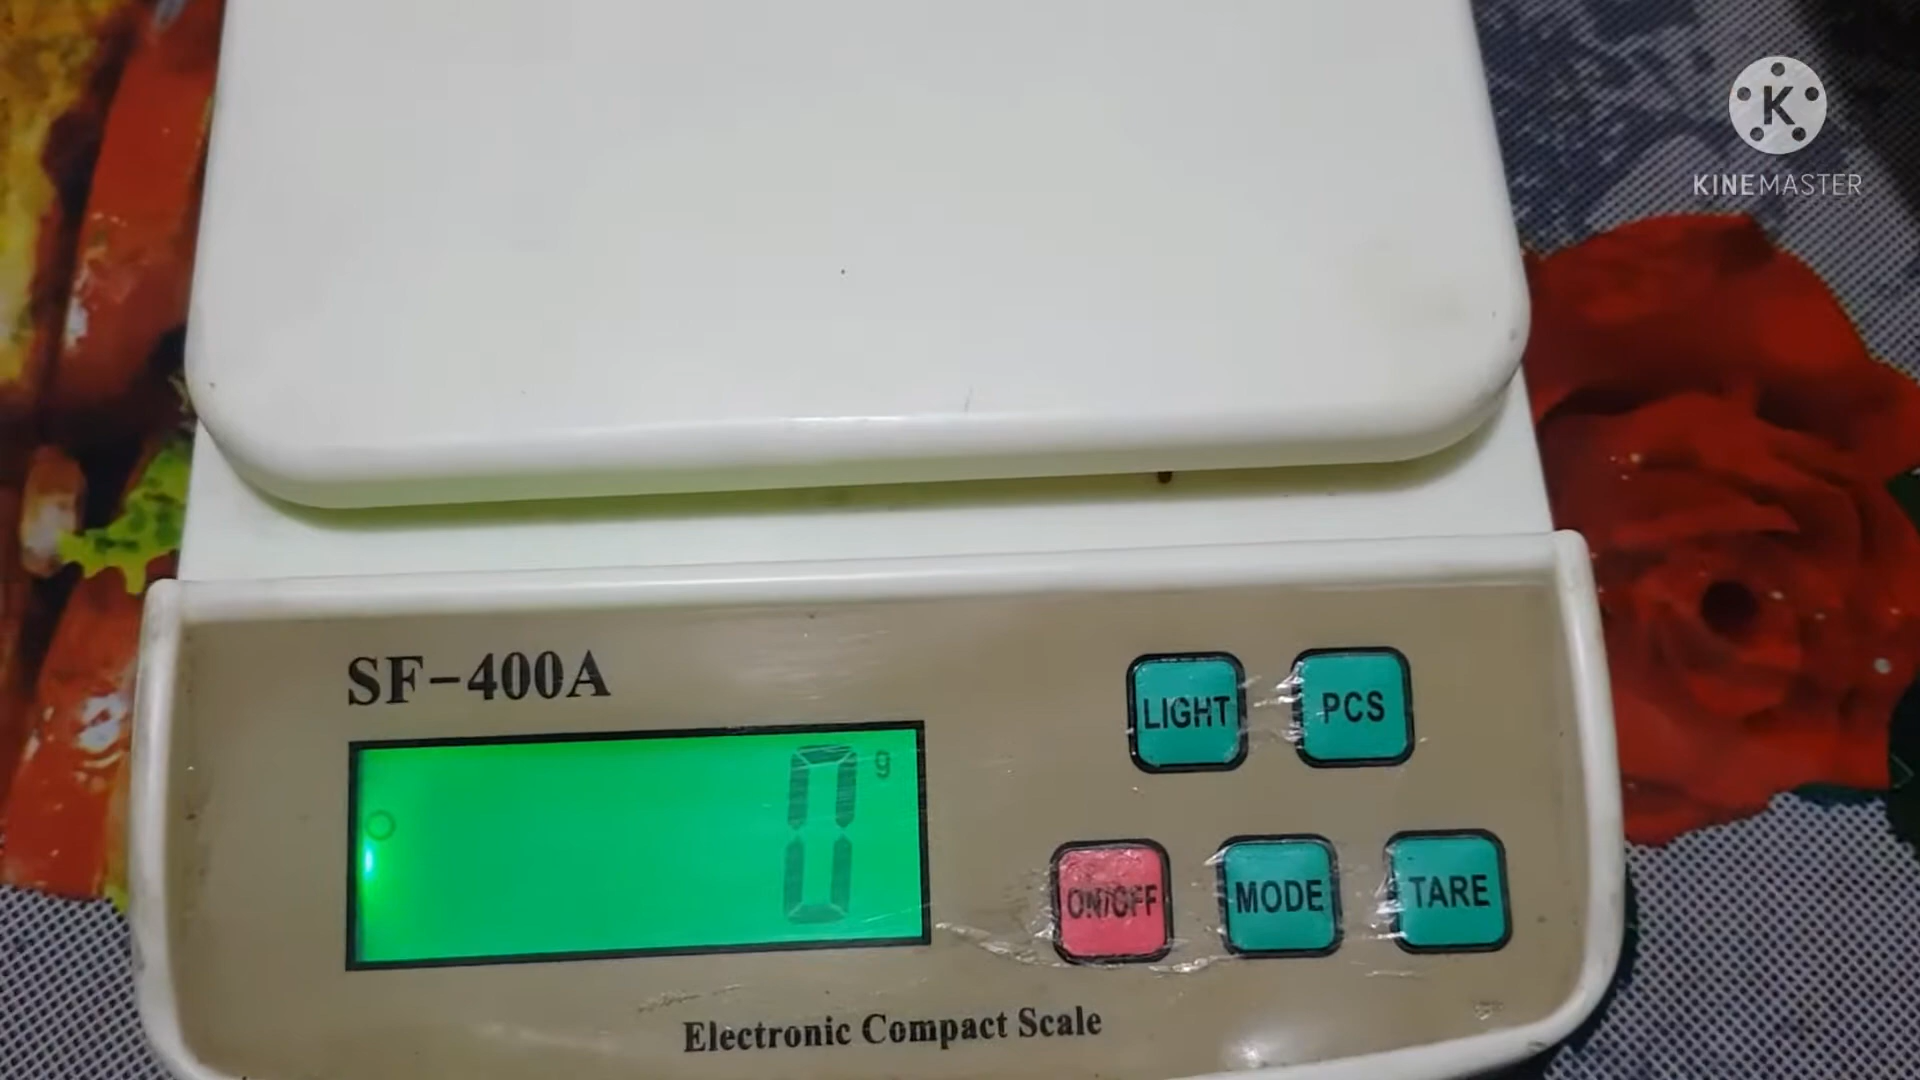 K
KINEMASTER
SF-400A
LIGHT
PCS
0 g
ON/OFF
MODE
TARE
Electronic Compact Scale